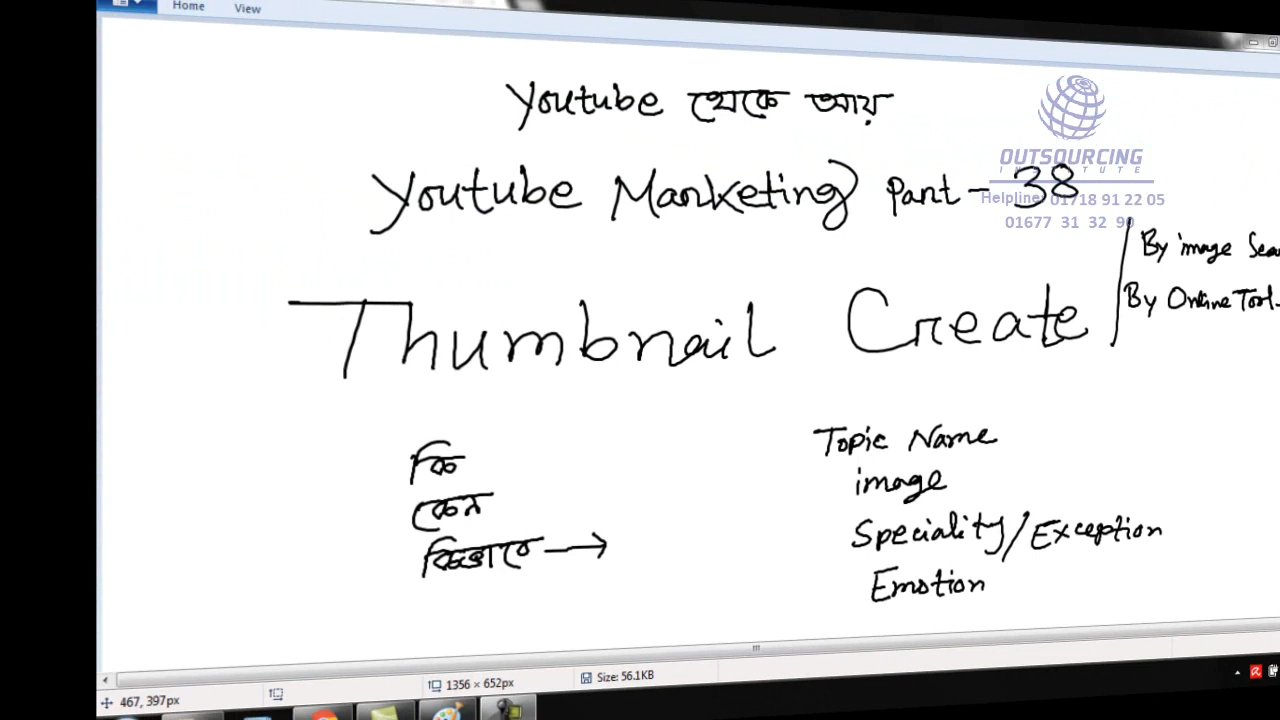 Home View
Youtube থেকে আয়
OUTSOURCING
INSTITUTE
Youtube Marketing Part - 38
Helpline: 01718 91 22 05
01677 31 32 90
By image
By Online Tool
Thumbnail Create
কি
কেন
কিভাবে →
Topic Name
image
Speciality/Exception
Emotion
467, 397px
1356 × 652px
Size: 56.1KB